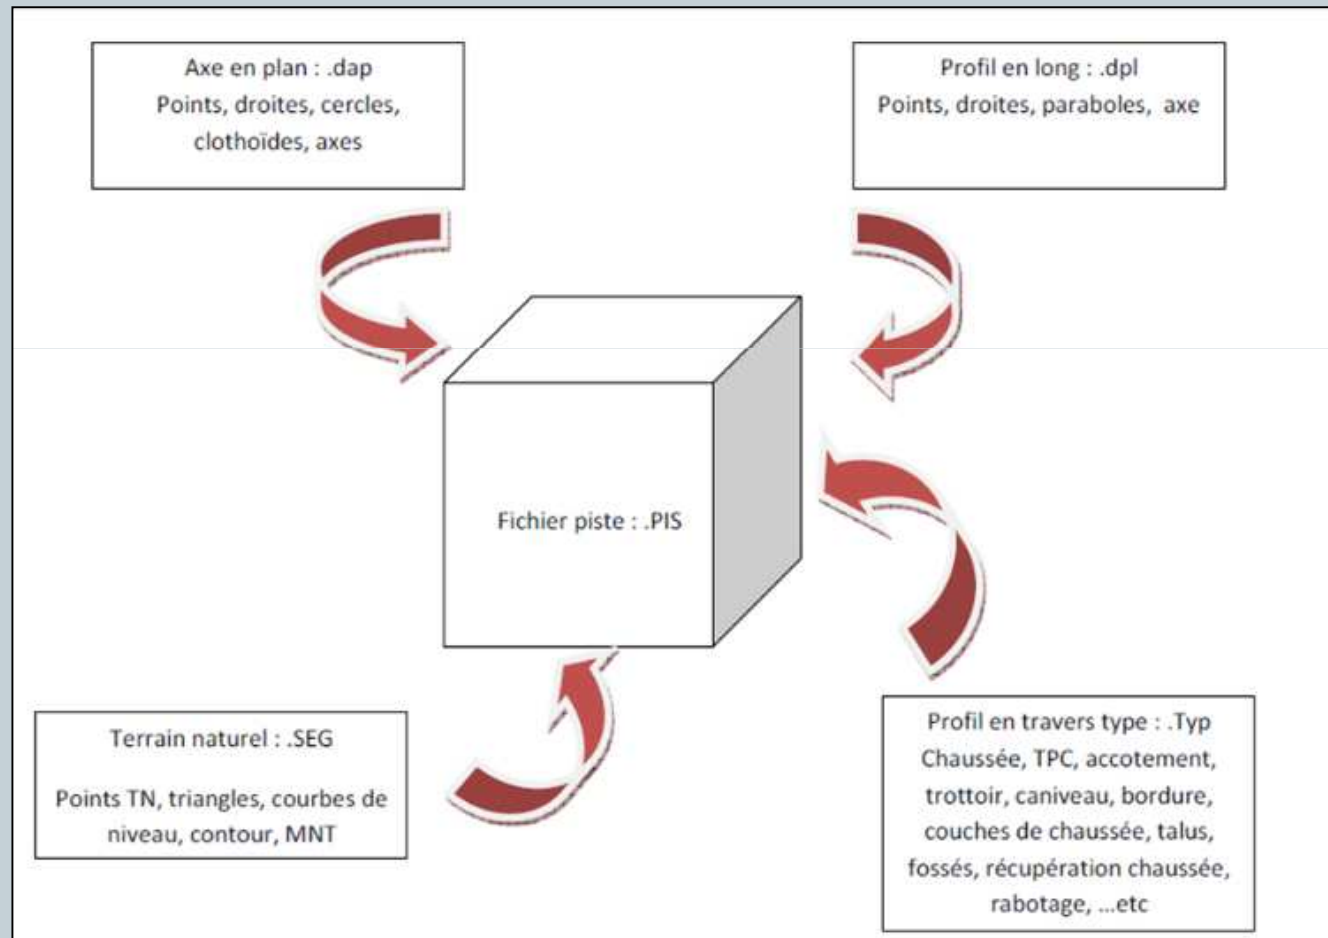 Axe en plan : .dap
Points, droites, cercles,
clothoïdes, axes
Profil en long : .dpl
Points, droites, paraboles, axe
Fichier piste : .PIS
Terrain naturel : .SEG
Points TN, triangles, courbes de
niveau, contour, MNT
Profil en travers type : .Typ
Chaussée, TPC, accotement,
trottoir, caniveau, bordure,
couches de chaussée, talus,
fossés, récupération chaussée,
rabotage, ...etc